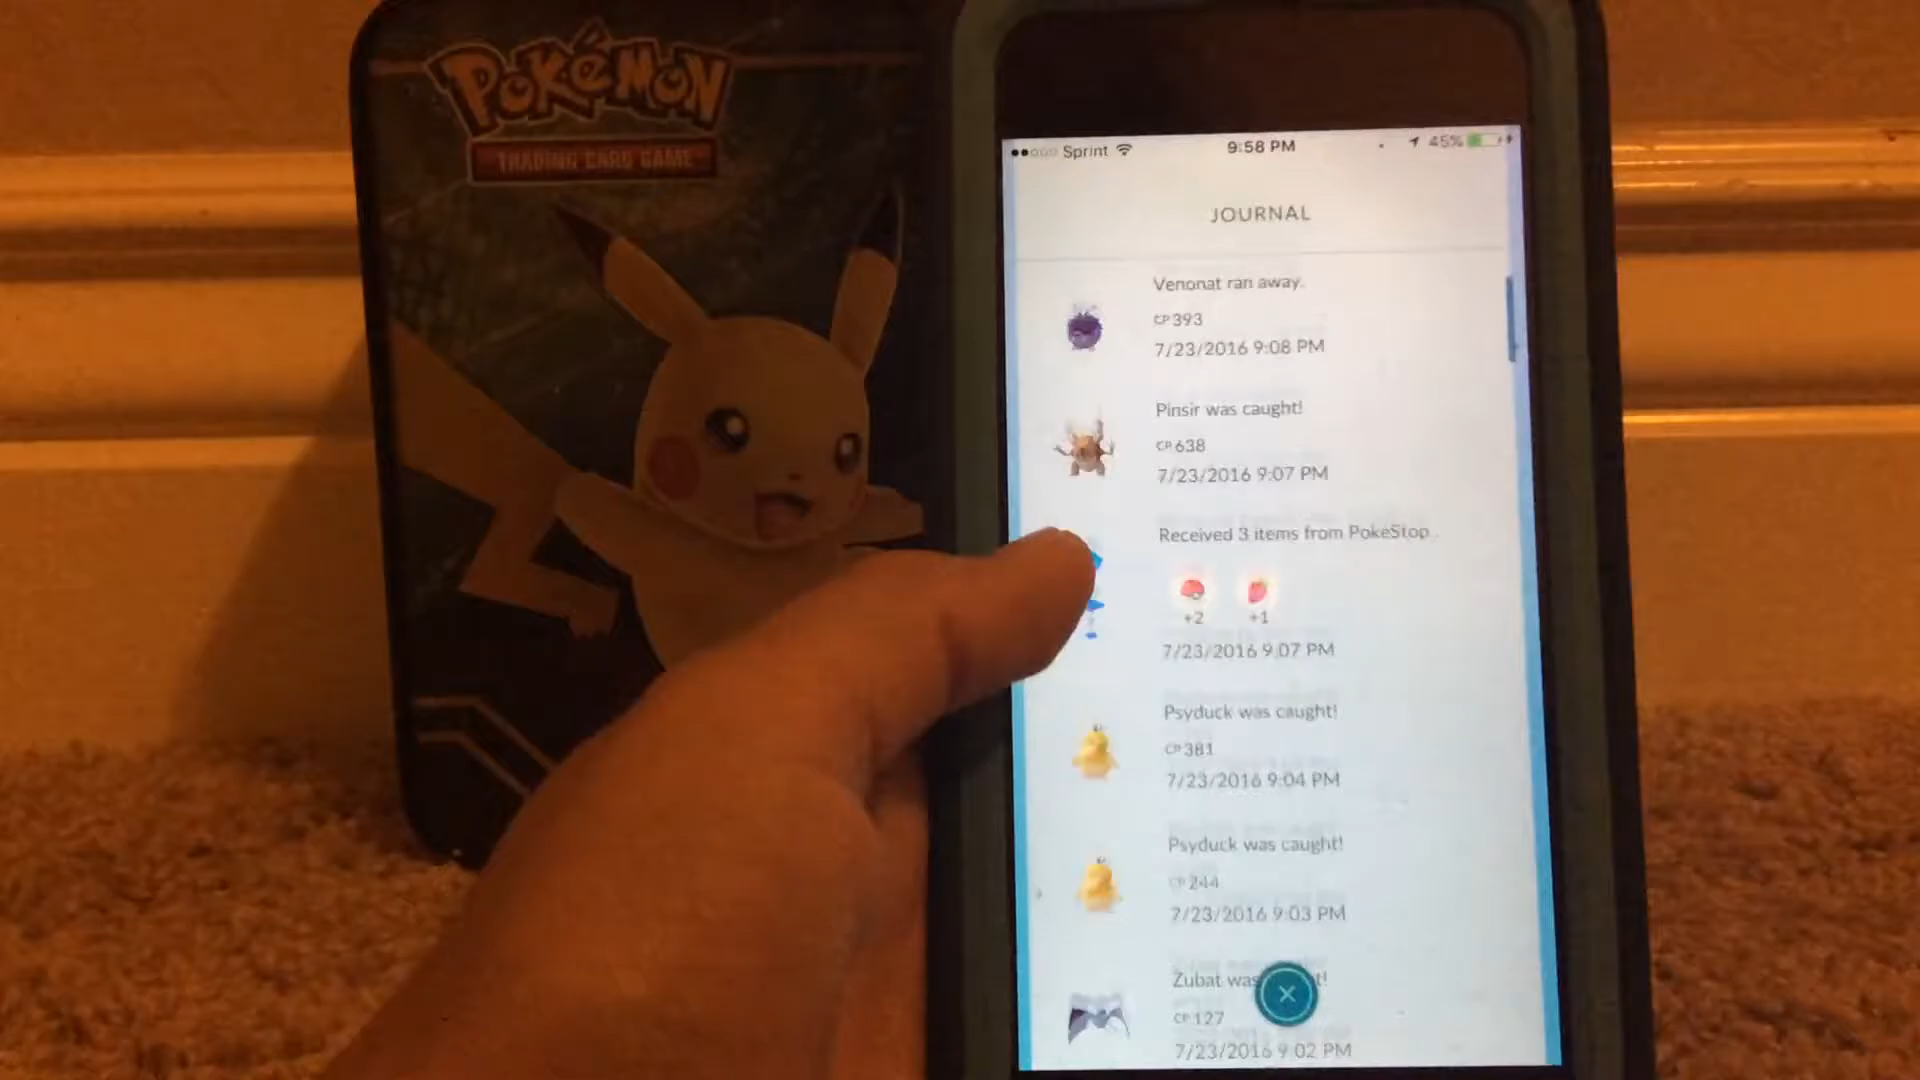 POKÉMON
TRADING CARD GAME
Sprint
9:58 PM
45%
JOURNAL
Venonat ran away.
CP 393
7/23/2016 9:08 PM
Pinsir was caught!
CP 638
7/23/2016 9:07 PM
Received 3 items from PokeStop .
+2 +1
7/23/2016 9:07 PM
Psyduck was caught!
CP 381
7/23/2016 9:04 PM
Psyduck was caught!
CP 244
7/23/2016 9:03 PM
Zubat was t!
CP 127
7/23/2016 9:02 PM